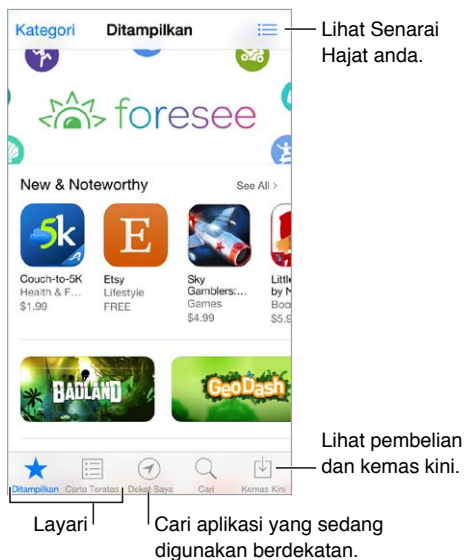 Kategori Ditampilkan
Lihat Senarai
Hajat anda.
foresee
New & Noteworthy See All >
5k
E
Couch-to-5K
Health & F...
$1.99
Etsy
Lifestyle
FREE
Sky
Gamblers:...
Games
$4.99
Littl
by M
Boo
$5.9
BADLAND
GeoDash
Lihat pembelian
dan kemas kini.
Ditampilkan Carta Teratas Dekat Saya Cari Kemas Kini
Layari
Cari aplikasi yang sedang
digunakan berdekatan.